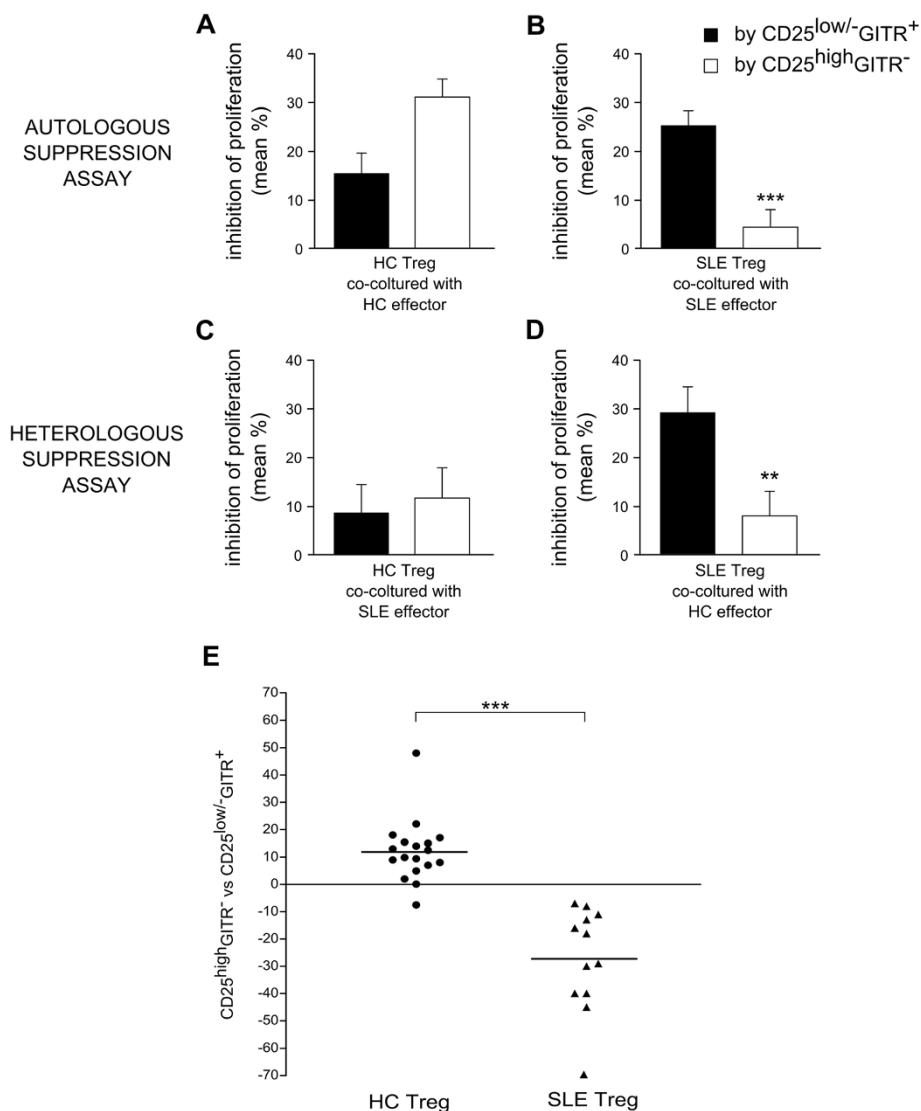 A
B
by CD25low/-GITR+
by CD25highGITR-
AUTOLOGOUS
SUPPRESSION
ASSAY
inhibition of proliferation
(mean %)
40
30
20
10
0
HC Treg
co-coltured with
HC effector
inhibition of proliferation
(mean %)
40
30
20
10
0
***
SLE Treg
co-coltured with
SLE effector
C
D
HETEROLOGOUS
SUPPRESSION
ASSAY
inhibition of proliferation
(mean %)
40
30
20
10
0
HC Treg
co-coltured with
SLE effector
inhibition of proliferation
(mean %)
40
30
20
10
0
**
SLE Treg
co-coltured with
HC effector
E
CD25highGITR- vs CD25low/-GITR+
70
60
50
40
30
20
10
0
-10
-20
-30
-40
-50
-60
-70
***
HC Treg
SLE Treg